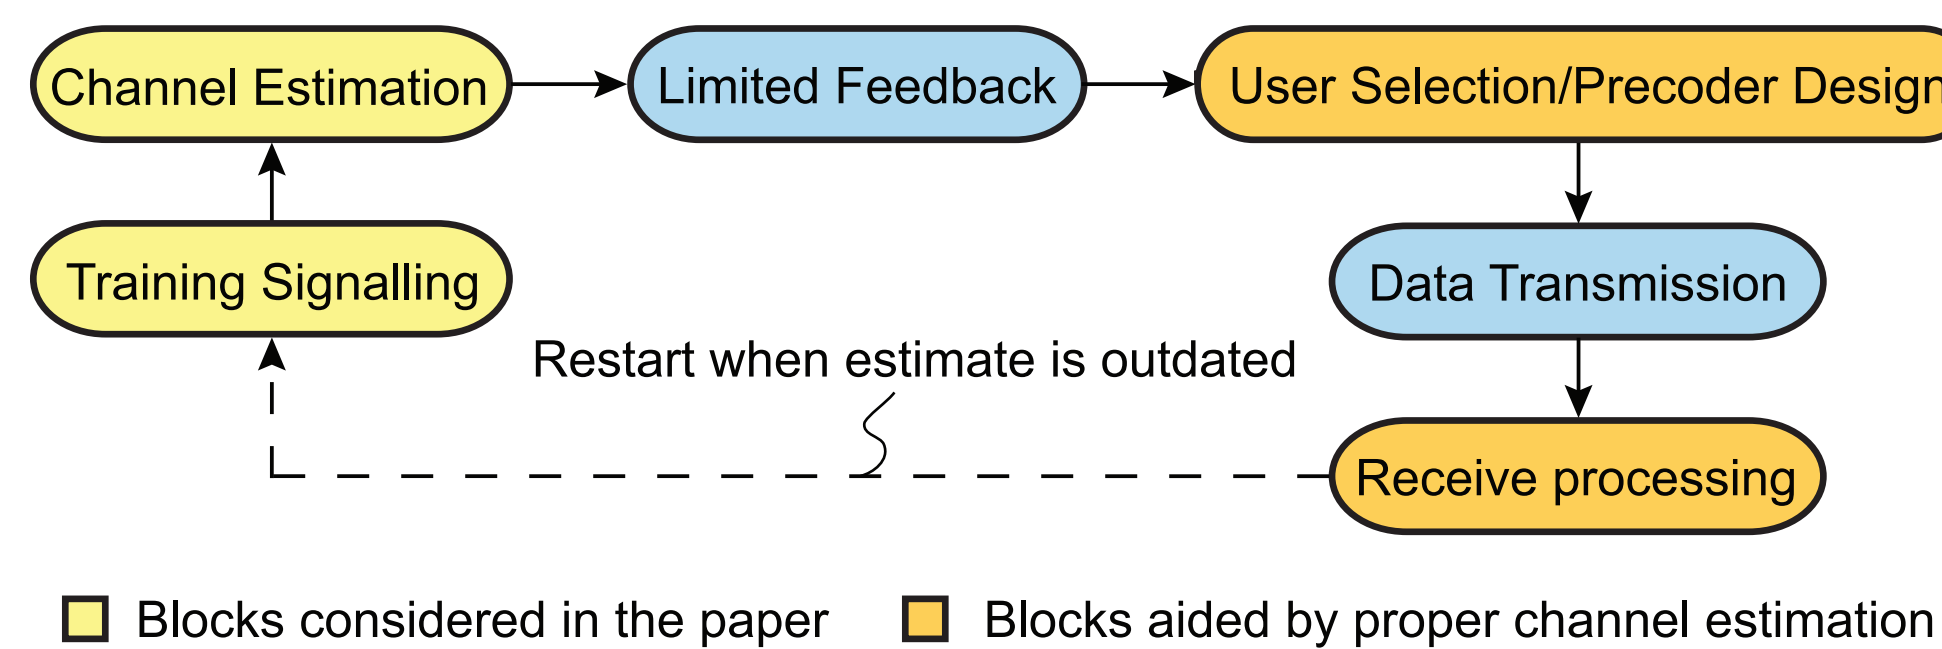 Channel Estimation
Limited Feedback
User Selection/Precoder Design
Training Signalling
Data Transmission
Restart when estimate is outdated
Receive processing
Blocks considered in the paper
Blocks aided by proper channel estimation